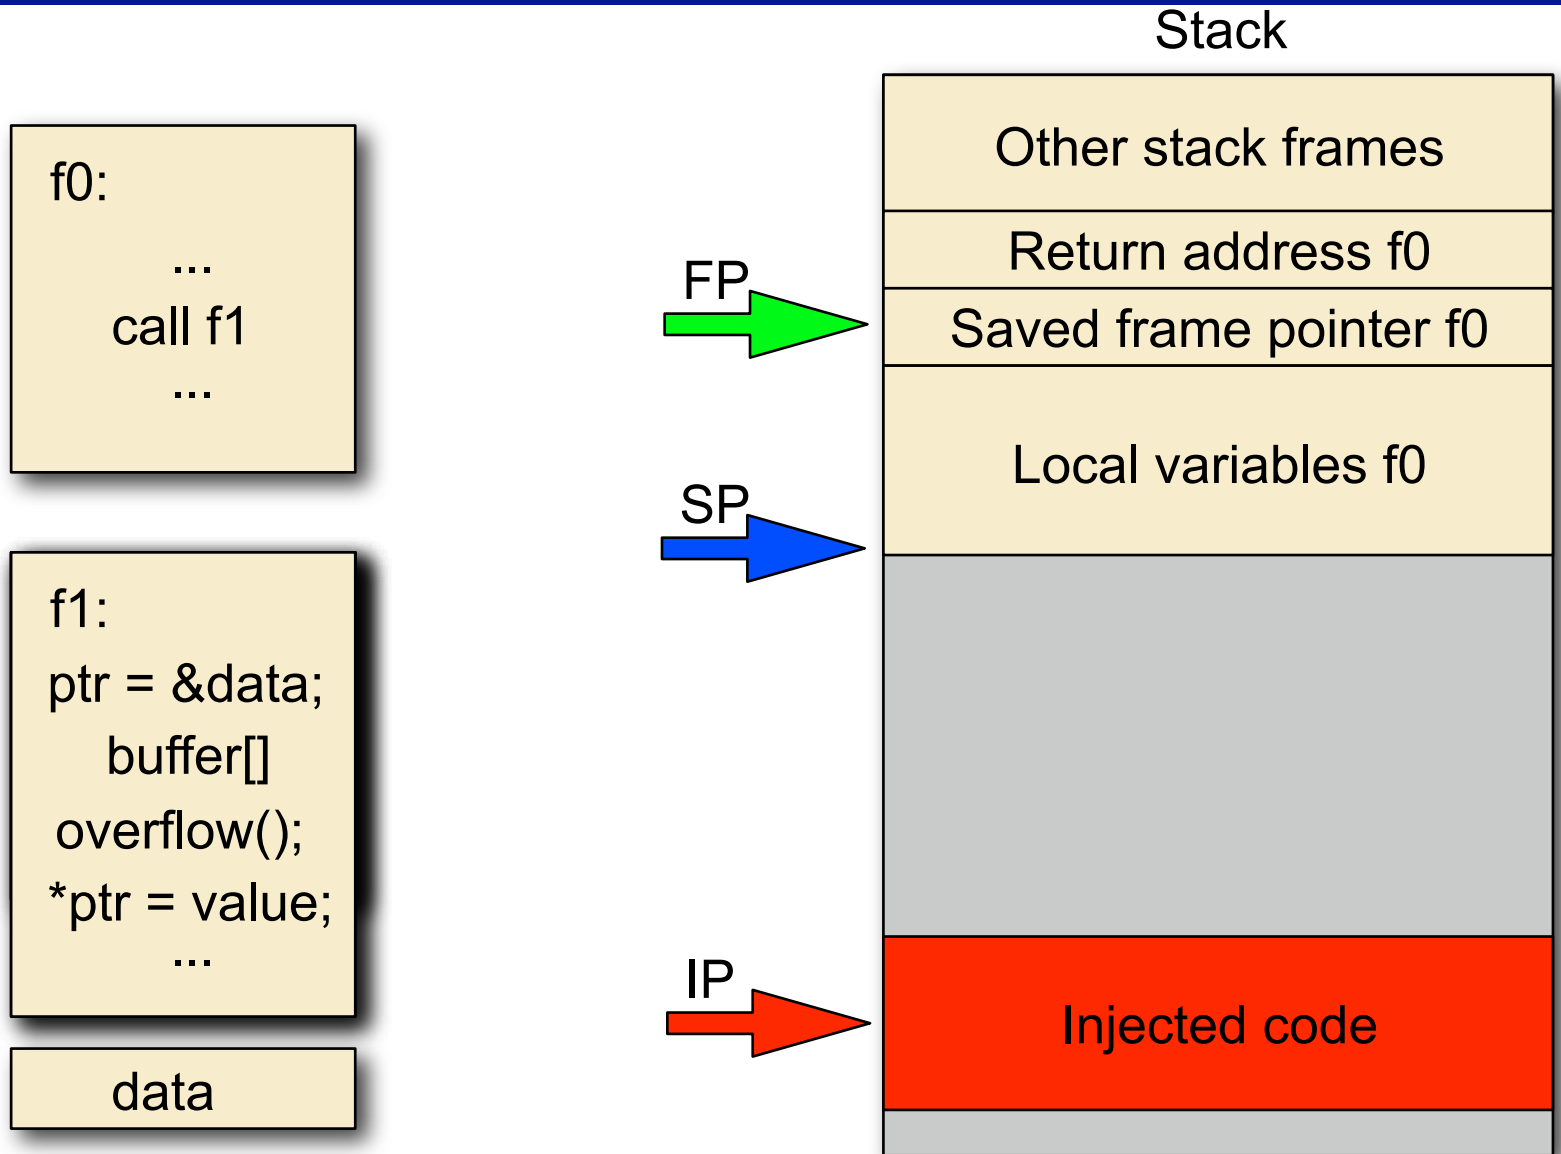 Stack
f0:
...
call f1
...
f1:
ptr = &data;
buffer[]
overflow();
*ptr = value;
...
data
FP
SP
IP
Other stack frames
Return address f0
Saved frame pointer f0
Local variables f0
Injected code